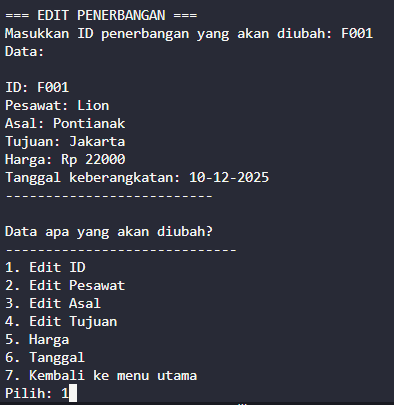 === EDIT PENERBANGAN ===
Masukkan ID penerbangan yang akan diubah: F001
Data:
ID: F001
Pesawat: Lion
Asal: Pontianak
Tujuan: Jakarta
Harga: Rp 22000
Tanggal keberangkatan: 10-12-2025
--------------------------
Data apa yang akan diubah?
-----------------------------
1. Edit ID
2. Edit Pesawat
3. Edit Asal
4. Edit Tujuan
5. Harga
6. Tanggal
7. Kembali ke menu utama
Pilih: 1